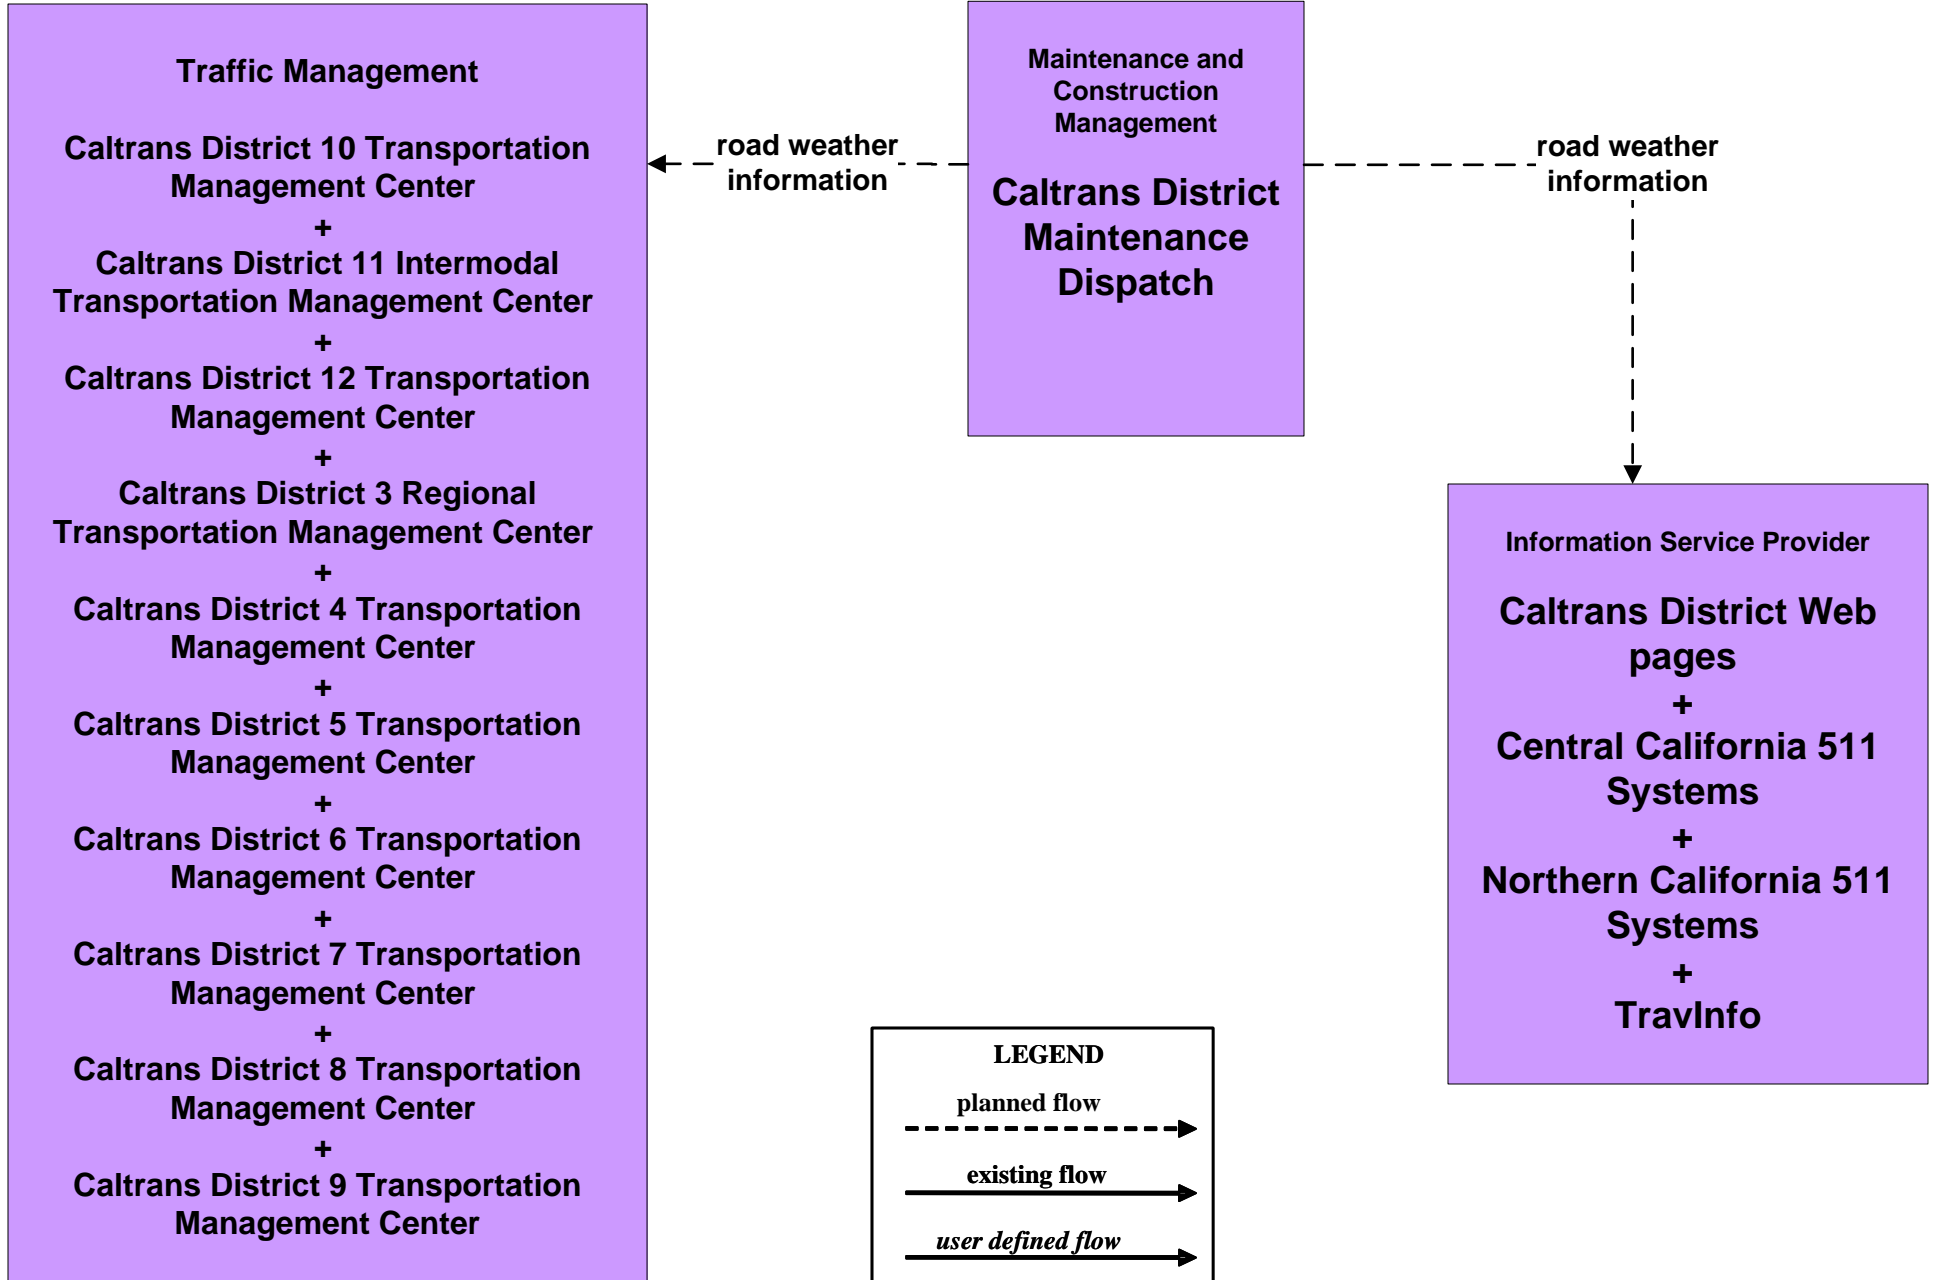 Traffic Management
Caltrans District 10 Transportation
Management Center
+
Caltrans District 11 Intermodal
Transportation Management Center
+
Caltrans District 12 Transportation
Management Center
+
Caltrans District 3 Regional
Transportation Management Center
+
Caltrans District 4 Transportation
Management Center
+
Caltrans District 5 Transportation
Management Center
+
Caltrans District 6 Transportation
Management Center
+
Caltrans District 7 Transportation
Management Center
+
Caltrans District 8 Transportation
Management Center
+
Caltrans District 9 Transportation
Management Center
road weather
information
Maintenance and
Construction
Management
Caltrans District
Maintenance
Dispatch
road weather
information
Information Service Provider
Caltrans District Web
pages
+
Central California 511
Systems
+
Northern California 511
Systems
+
TravInfo
LEGEND
planned flow
existing flow
user defined flow